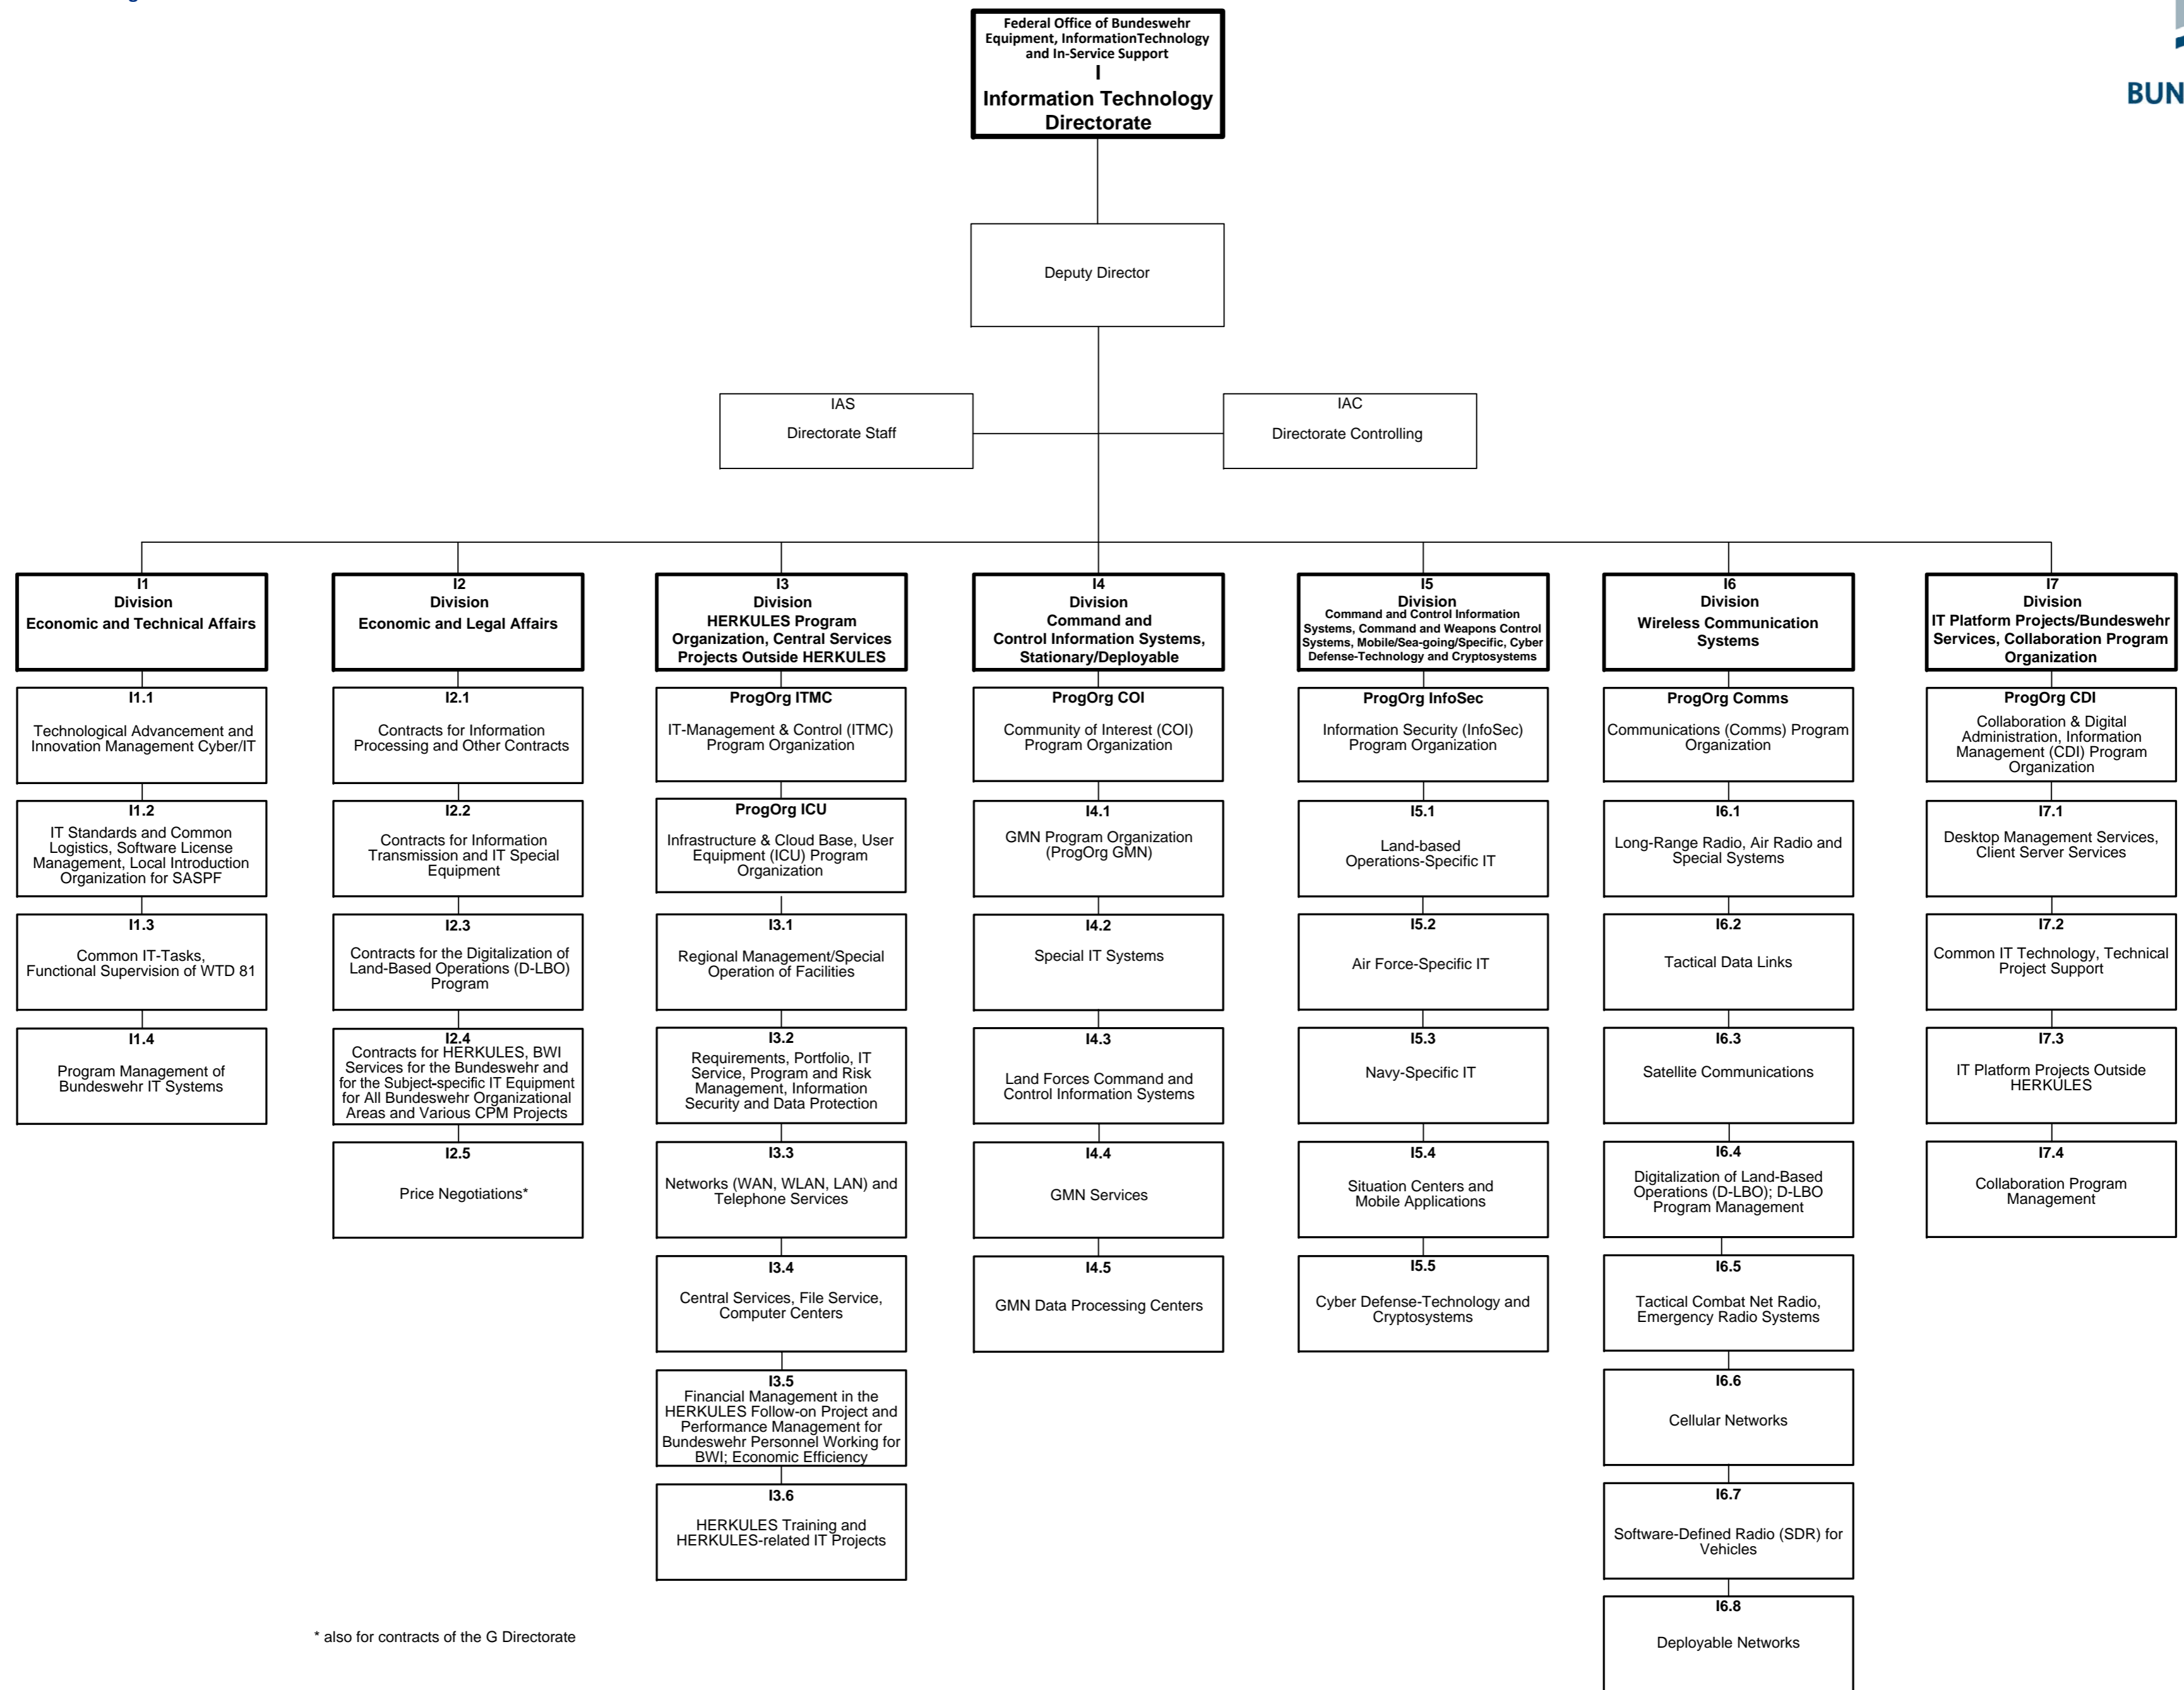 Federal Office of Bundeswehr
Equipment, InformationTechnology
and In-Service Support
I
Information Technology
Directorate
BUN
Deputy Director
IAS
Directorate Staff
IAC
Directorate Controlling
I1
Division
Economic and Technical Affairs
I1.1
Technological Advancement and
Innovation Management Cyber/IT
I1.2
IT Standards and Common
Logistics, Software License
Management, Local Introduction
Organization for SASPF
I1.3
Common IT-Tasks,
Functional Supervision of WTD 81
I1.4
Program Management of
Bundeswehr IT Systems
I2
Division
Economic and Legal Affairs
I2.1
Contracts for Information
Processing and Other Contracts
I2.2
Contracts for Information
Transmission and IT Special
Equipment
I2.3
Contracts for the Digitalization of
Land-Based Operations (D-LBO)
Program
I2.4
Contracts for HERKULES, BWI
Services for the Bundeswehr and
for the Subject-specific IT Equipment
for All Bundeswehr Organizational
Areas and Various CPM Projects
I2.5
Price Negotiations*
I3
Division
HERKULES Program
Organization, Central Services
Projects Outside HERKULES
ProgOrg ITMC
IT-Management & Control (ITMC)
Program Organization
ProgOrg ICU
Infrastructure & Cloud Base, User
Equipment (ICU) Program
Organization
I3.1
Regional Management/Special
Operation of Facilities
I3.2
Requirements, Portfolio, IT
Service, Program and Risk
Management, Information
Security and Data Protection
I3.3
Networks (WAN, WLAN, LAN) and
Telephone Services
I3.4
Central Services, File Service,
Computer Centers
I3.5
Financial Management in the
HERKULES Follow-on Project and
Performance Management for
Bundeswehr Personnel Working for
BWI; Economic Efficiency
I3.6
HERKULES Training and
HERKULES-related IT Projects
I4
Division
Command and
Control Information Systems,
Stationary/Deployable
ProgOrg COI
Community of Interest (COI)
Program Organization
I4.1
GMN Program Organization
(ProgOrg GMN)
I4.2
Special IT Systems
I4.3
Land Forces Command and
Control Information Systems
I4.4
GMN Services
I4.5
GMN Data Processing Centers
I5
Division
Command and Control Information
Systems, Command and Weapons Control
Systems, Mobile/Sea-going/Specific, Cyber
Defense-Technology and Cryptosystems
ProgOrg InfoSec
Information Security (InfoSec)
Program Organization
I5.1
Land-based
Operations-Specific IT
I5.2
Air Force-Specific IT
I5.3
Navy-Specific IT
I5.4
Situation Centers and
Mobile Applications
I5.5
Cyber Defense-Technology and
Cryptosystems
I6
Division
Wireless Communication
Systems
ProgOrg Comms
Communications (Comms) Program
Organization
I6.1
Long-Range Radio, Air Radio and
Special Systems
I6.2
Tactical Data Links
I6.3
Satellite Communications
I6.4
Digitalization of Land-Based
Operations (D-LBO); D-LBO
Program Management
I6.5
Tactical Combat Net Radio,
Emergency Radio Systems
I6.6
Cellular Networks
I6.7
Software-Defined Radio (SDR) for
Vehicles
I6.8
Deployable Networks
I7
Division
IT Platform Projects/Bundeswehr
Services, Collaboration Program
Organization
ProgOrg CDI
Collaboration & Digital
Administration, Information
Management (CDI) Program
Organization
I7.1
Desktop Management Services,
Client Server Services
I7.2
Common IT Technology, Technical
Project Support
I7.3
IT Platform Projects Outside
HERKULES
I7.4
Collaboration Program
Management
* also for contracts of the G Directorate